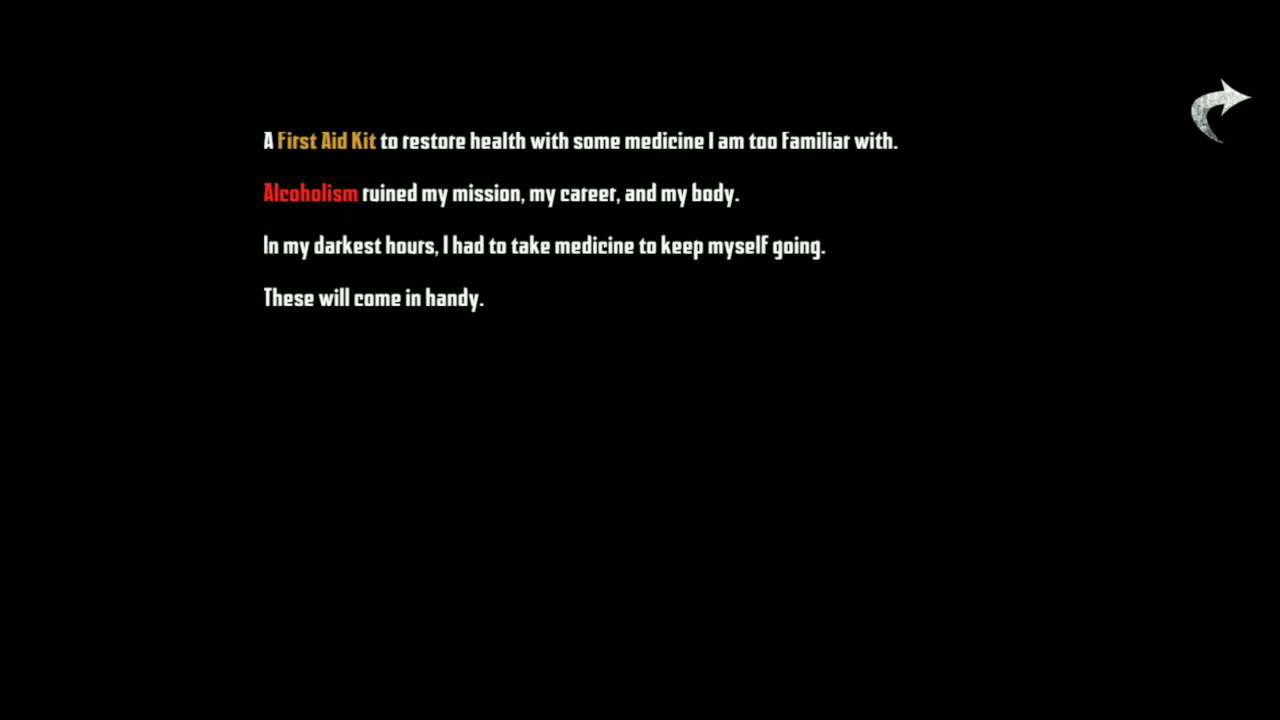 A First Aid Kit to restore health with some medicine I am too familiar with.
Alcoholism ruined my mission, my career, and my body.
In my darkest hours, I had to take medicine to keep myself going.
These will come in handy.